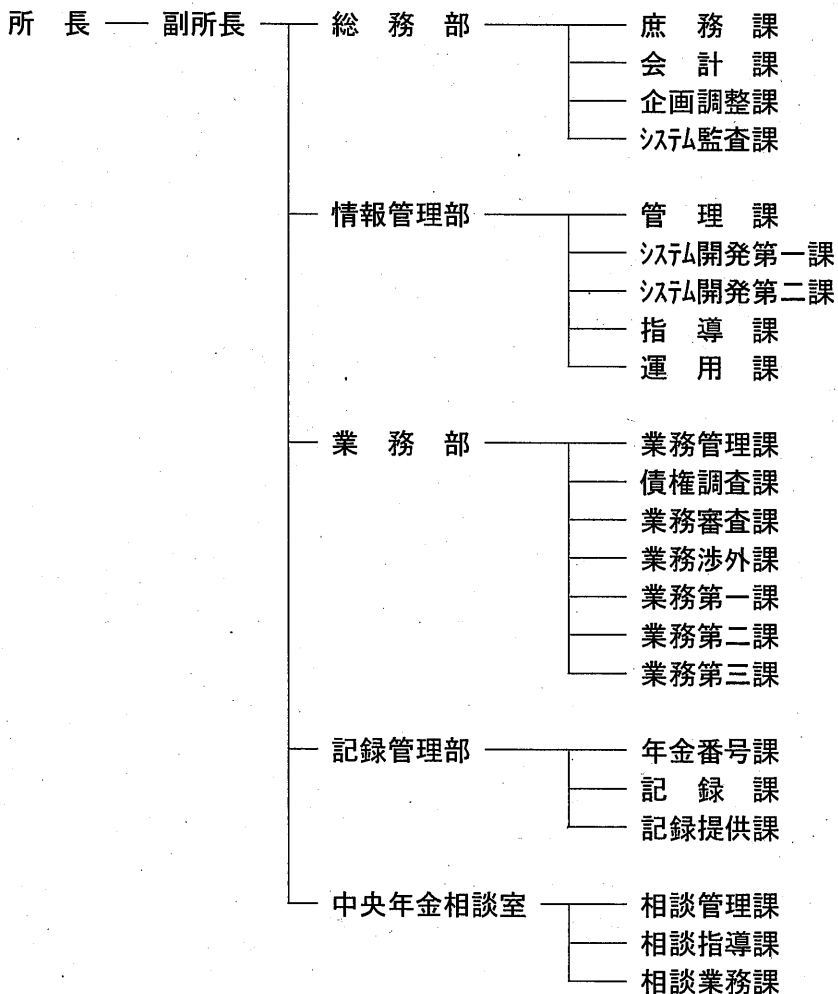 所長 副所長 総務部 庶務課
会計課
企画調整課
システム監査課
情報管理部 管理課
システム開発第一課
システム開発第二課
指導課
運用課
業務部 業務管理課
債権調査課
業務審査課
業務渉外課
業務第一課
業務第二課
業務第三課
記録管理部 年金番号課
記録課
記録提供課
中央年金相談室 相談管理課
相談指導課
相談業務課